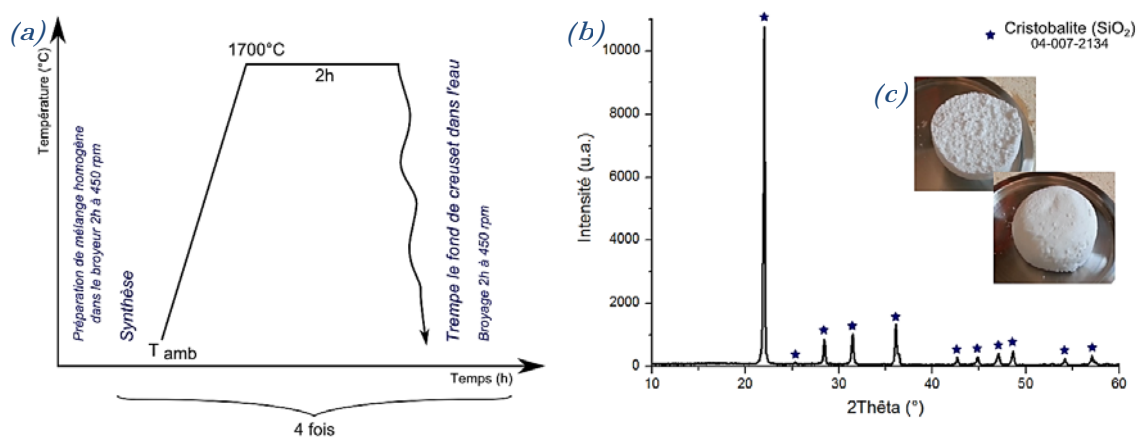 (a)
Température (°C)
Préparation de mélange homogène
dans le broyeur 2h à 450 rpm
Synthèse
1700°C
2h
T amb
Trempe le fond de creuset dans l'eau
Broyage 2h à 450 rpm
Temps (h)
4 fois
(b)
Cristobalite (SiO2)
04-007-2134
(c)
Intensité (u.a.)
10000
8000
6000
4000
2000
0
10 20 30 40 50 60
2Thêta (°)